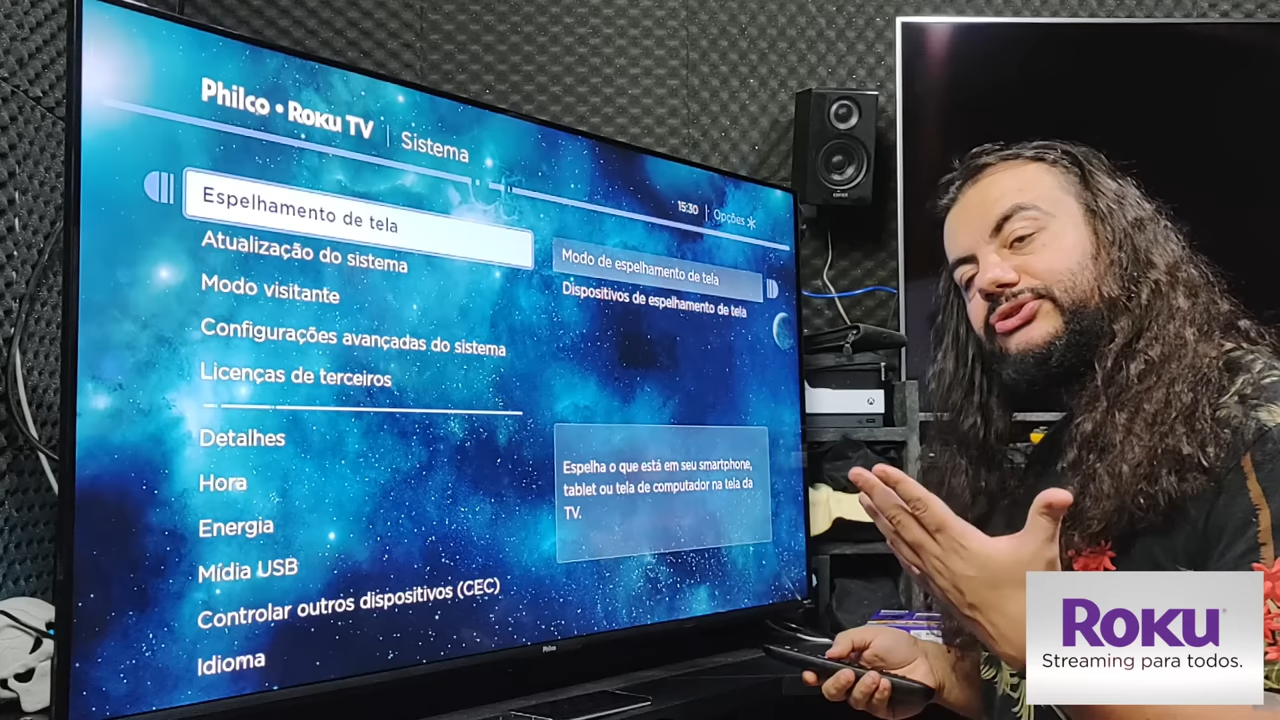 Philco • Roku TV | Sistema
15:30 | Opções ✱
Espelhamento de tela
Atualização do sistema
Modo visitante
Configurações avançadas do sistema
Licenças de terceiros
Detalhes
Hora
Energia
Mídia USB
Controlar outros dispositivos (CEC)
Idioma
Modo de espelhamento de tela
Dispositivos de espelhamento de tela
Espelha o que está em seu smartphone,
tablet ou tela de computador na tela da
TV.
Philco
EDIFIER
Roku
Streaming para todos.